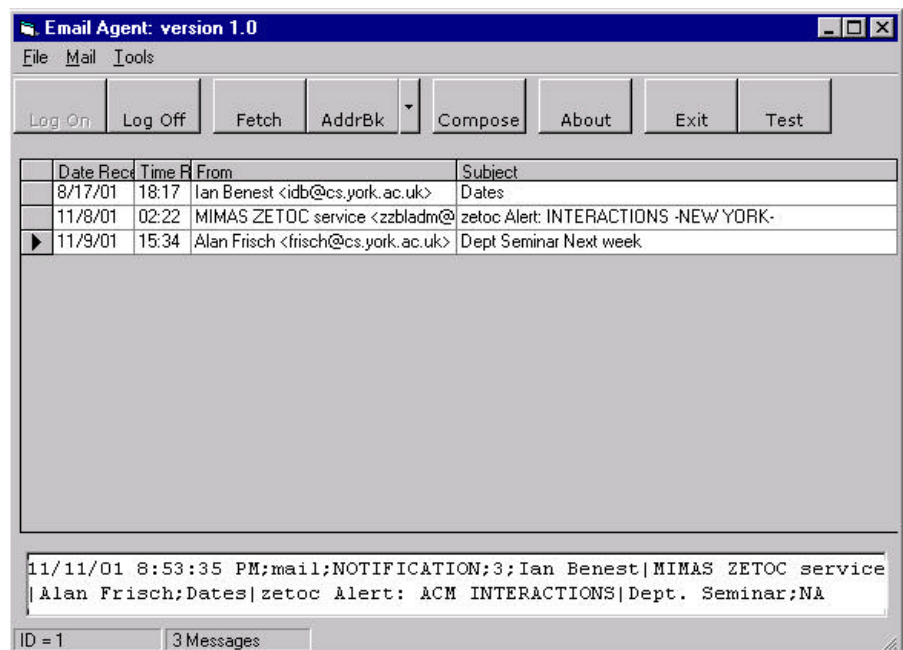 Email Agent: version 1.0
File Mail Tools
Log On Log Off Fetch AddrBk Compose About Exit Test
Date Rece Time R From Subject
8/17/01 18:17 Ian Benest <idb@cs.york.ac.uk> Dates
11/8/01 02:22 MIMAS ZETOC service <zzbladm@ zetoc Alert: INTERACTIONS -NEW YORK-
11/9/01 15:34 Alan Frisch <frisch@cs.york.ac.uk> Dept Seminar Next week
11/11/01 8:53:35 PM;mail;NOTIFICATION;3;Ian Benest|MIMAS ZETOC service
|Alan Frisch;Dates|zetoc Alert: ACM INTERACTIONS|Dept. Seminar;NA
ID = 1 3 Messages